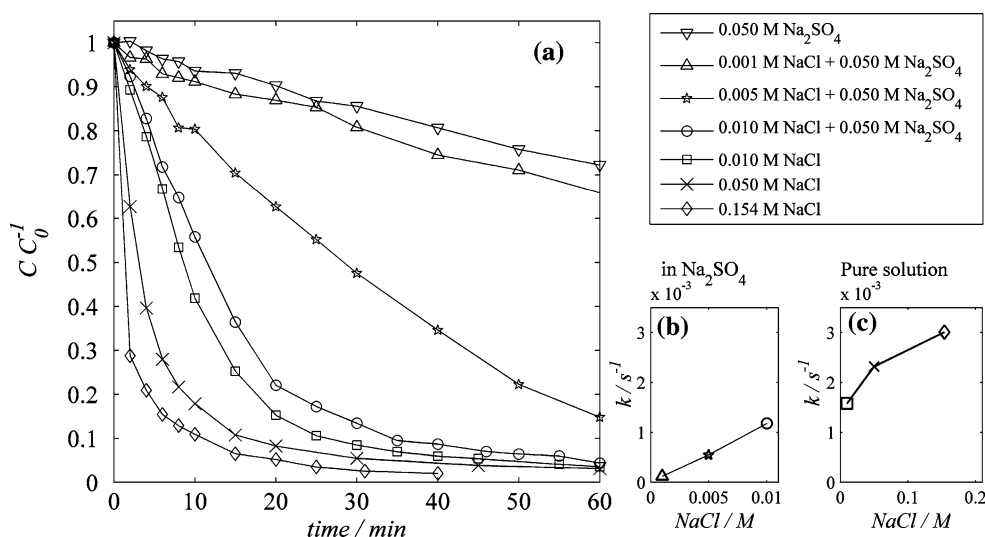 (a)
C C₀⁻¹
1
0.9
0.8
0.7
0.6
0.5
0.4
0.3
0.2
0.1
0
0 10 20 30 40 50 60
time / min
0.050 M Na₂SO₄
0.001 M NaCl + 0.050 M Na₂SO₄
0.005 M NaCl + 0.050 M Na₂SO₄
0.010 M NaCl + 0.050 M Na₂SO₄
0.010 M NaCl
0.050 M NaCl
0.154 M NaCl
in Na₂SO₄
x 10⁻³
(b)
k / s⁻¹
3
2
1
0
0.005 0.01
NaCl / M
Pure solution
x 10⁻³
(c)
k / s⁻¹
3
2
1
0
0 0.1 0.2
NaCl / M